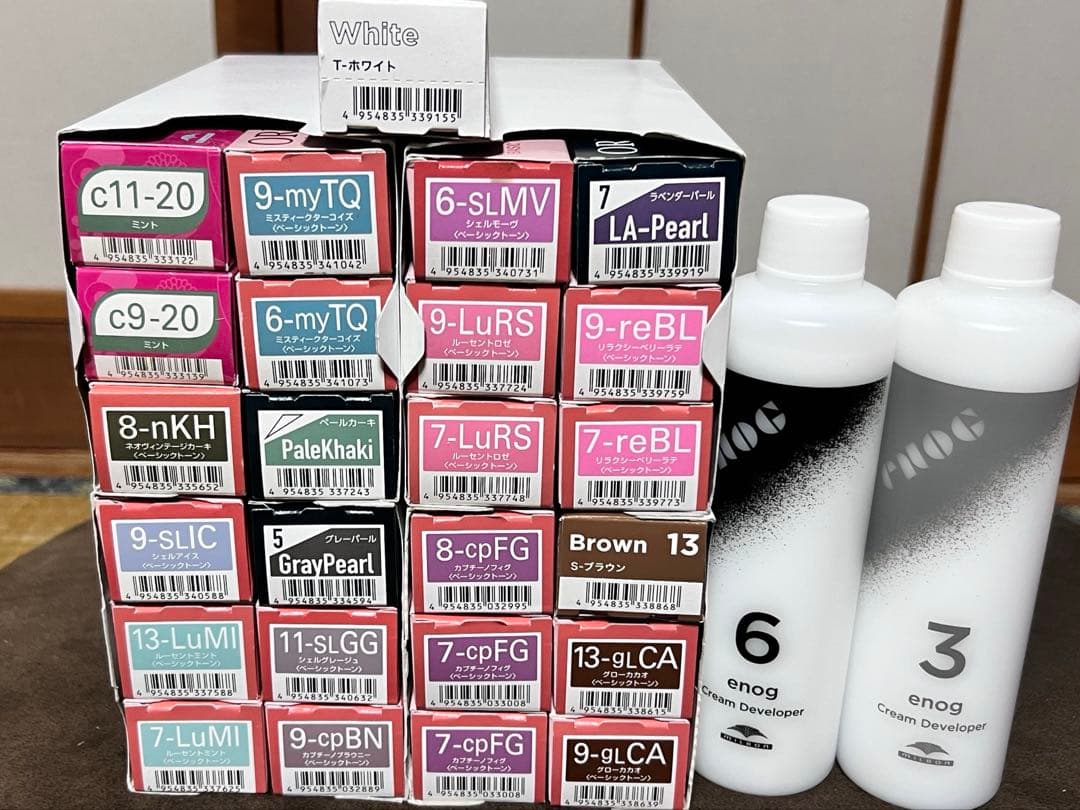 White
T-ホワイト
4 954835 339155
c11-20
ミント
4 954835 333122
OR
9-myTQ
ミスティークターコイズ
〈ベーシックトーン〉
4 954835 341042
6-SLMV
シェルモーヴ
〈ベーシックトーン〉
4 954835 340731
OR
7
ラベンダーパール
LA-Pearl
4 954835 339919
c9-20
ミント
4 954835 333139
6-myTQ
ミスティークターコイズ
〈ベーシックトーン〉
4 954835 341073
9-LuRS
ルーセントロゼ
〈ベーシックトーン〉
4 954835 337724
9-reBL
リラクシーベリーラテ
〈ベーシックトーン〉
4 954835 339759
8-nKH
ネオヴィンテージカーキ
〈ベーシックトーン〉
4 954835 335652
ペールカーキ
PaleKhaki
4 954835 337243
7-LuRS
ルーセントロゼ
〈ベーシックトーン〉
4 954835 337748
7-reBL
リラクシーベリーラテ
〈ベーシックトーン〉
4 954835 339773
9-SLIC
シェルアイス
〈ベーシックトーン〉
4 954835 340588
5
グレーパール
GrayPearl
4 954835 334594
8-cpFG
カプチーノフィグ
〈ベーシックトーン〉
4 954835 032995
Brown 13
S-ブラウン
4 954835 338868
13-LuMI
ルーセントミント
〈ベーシックトーン〉
4 954835 337588
11-SLGG
シェルグレージュ
〈ベーシックトーン〉
4 954835 340632
7-cpFG
カプチーノフィグ
〈ベーシックトーン〉
4 954835 033008
13-gLCA
グローカカオ
〈ベーシックトーン〉
4 954835 338615
7-LuMI
ルーセントミント
〈ベーシックトーン〉
4 954835 337625
9-cpBN
カプチーノブラウニー
〈ベーシックトーン〉
4 954835 032889
7-cpFG
カプチーノフィグ
〈ベーシックトーン〉
4 954835 033008
9-gLCA
グローカカオ
〈ベーシックトーン〉
4 954835 338639
6
enog
Cream Developer
MILBON
3
enog
Cream Developer
MILBON